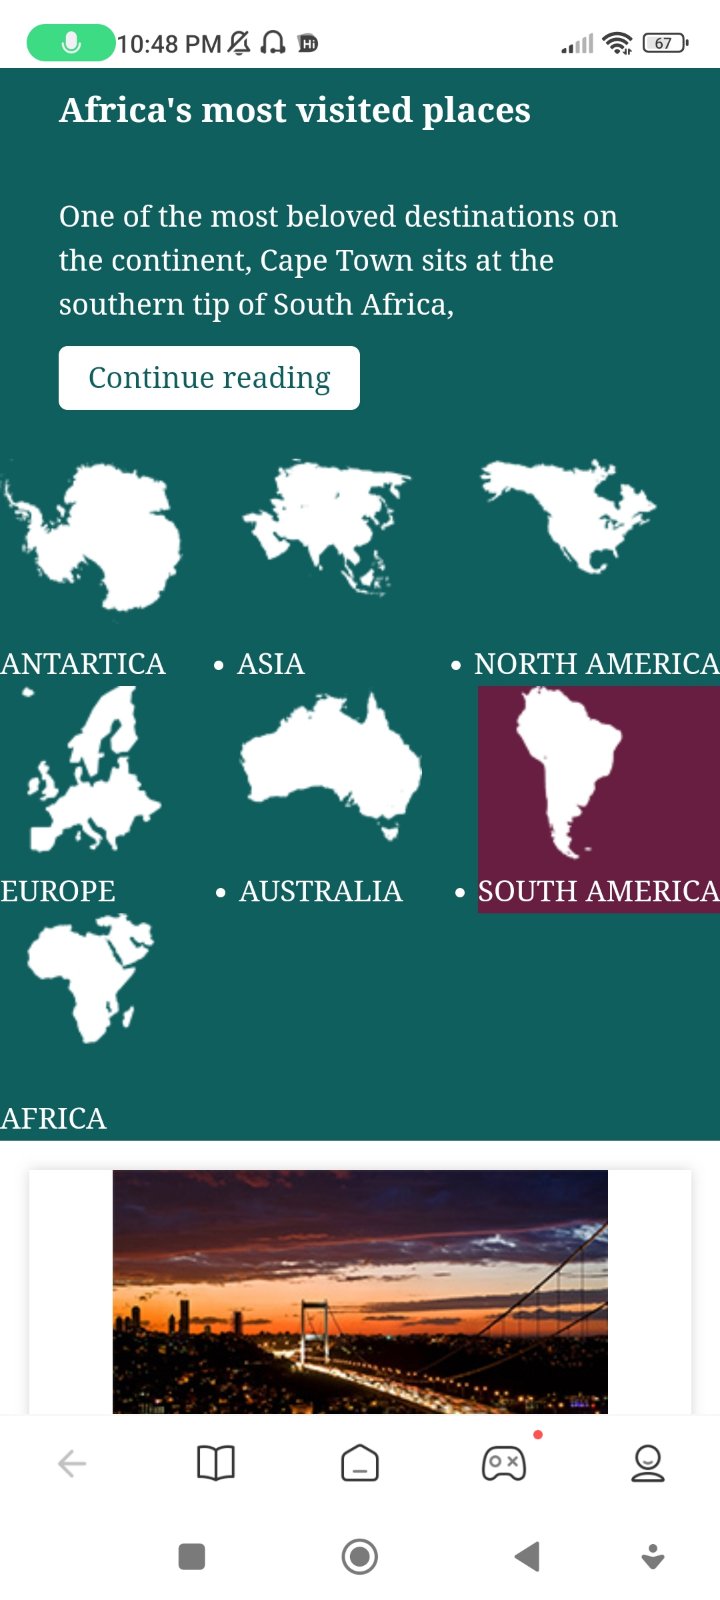 10:48 PM
67
Africa's most visited places
One of the most beloved destinations on
the continent, Cape Town sits at the
southern tip of South Africa,
Continue reading
ANTARTICA
• ASIA
• NORTH AMERICA
EUROPE
• AUSTRALIA
• SOUTH AMERICA
AFRICA